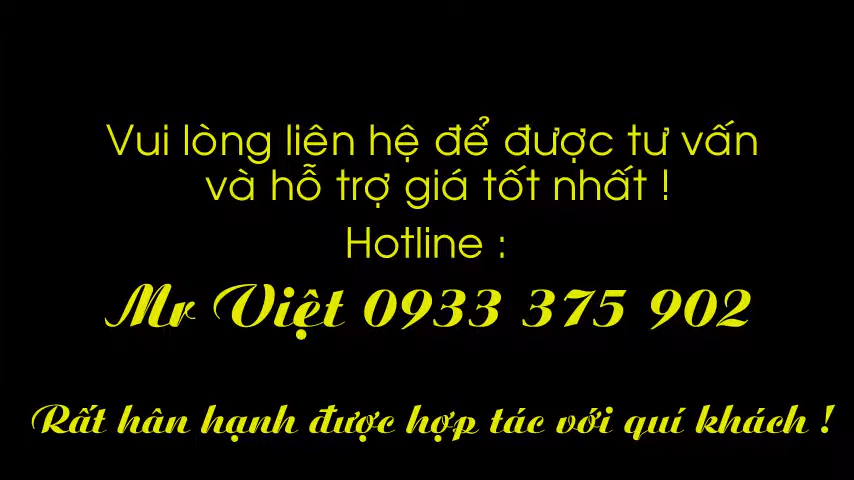 Vui lòng liên hệ để được tư vấn
và hỗ trợ giá tốt nhất !
Hotline :
Mr Việt 0933 375 902
Rất hân hạnh được hợp tác với quí khách !